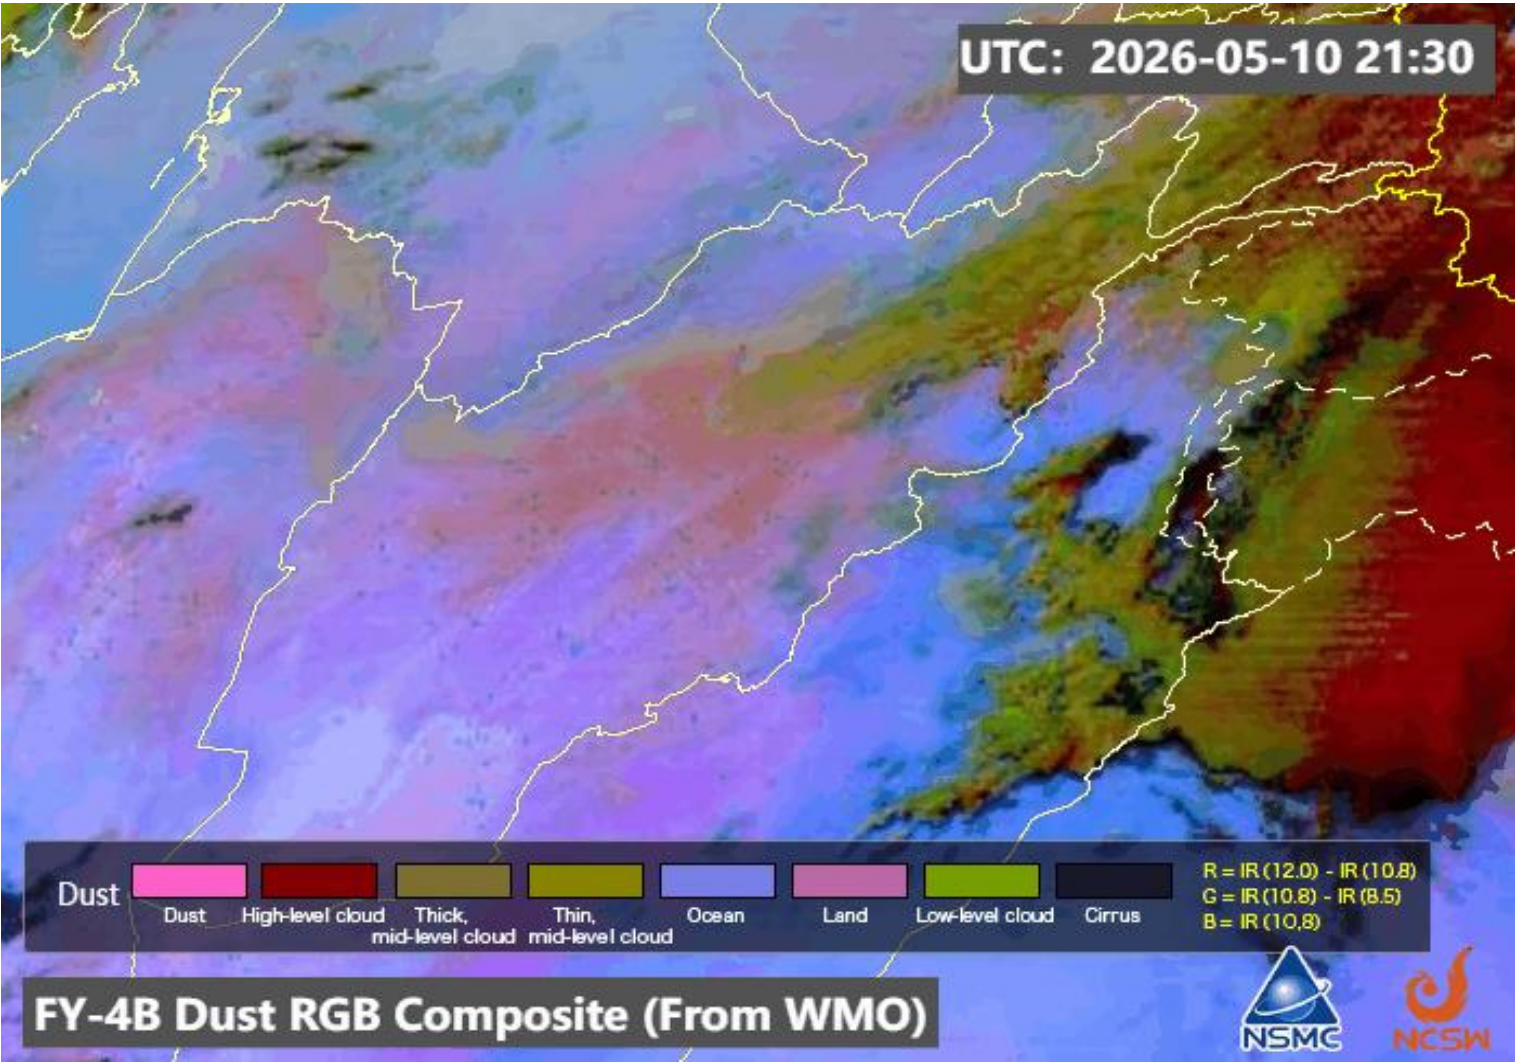 UTC: 2026-05-10 21:30
Dust
Dust
High-level cloud
Thick,
mid-level cloud
Thin,
mid-level cloud
Ocean
Land
Low-level cloud
Cirrus
R = IR (12.0) - IR (10.8)
G = IR (10.8) - IR (8.5)
B = IR (10,8)
FY-4B Dust RGB Composite (From WMO)
NSMC
NCSW